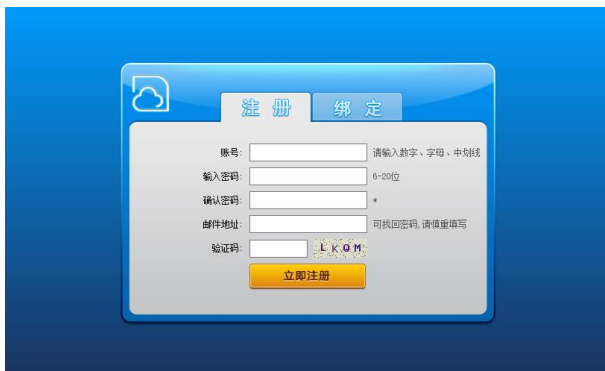 注 册 绑 定
账号: 请输入数字、字母、中划线
输入密码: 6-20位
确认密码: *
邮件地址: 可找回密码,请慎重填写
验证码: LKQM
立即注册